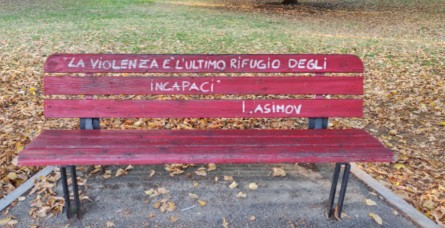 LA VIOLENZA E' L'ULTIMO RIFUGIO DEGLI
INCAPACI
I. ASIMOV